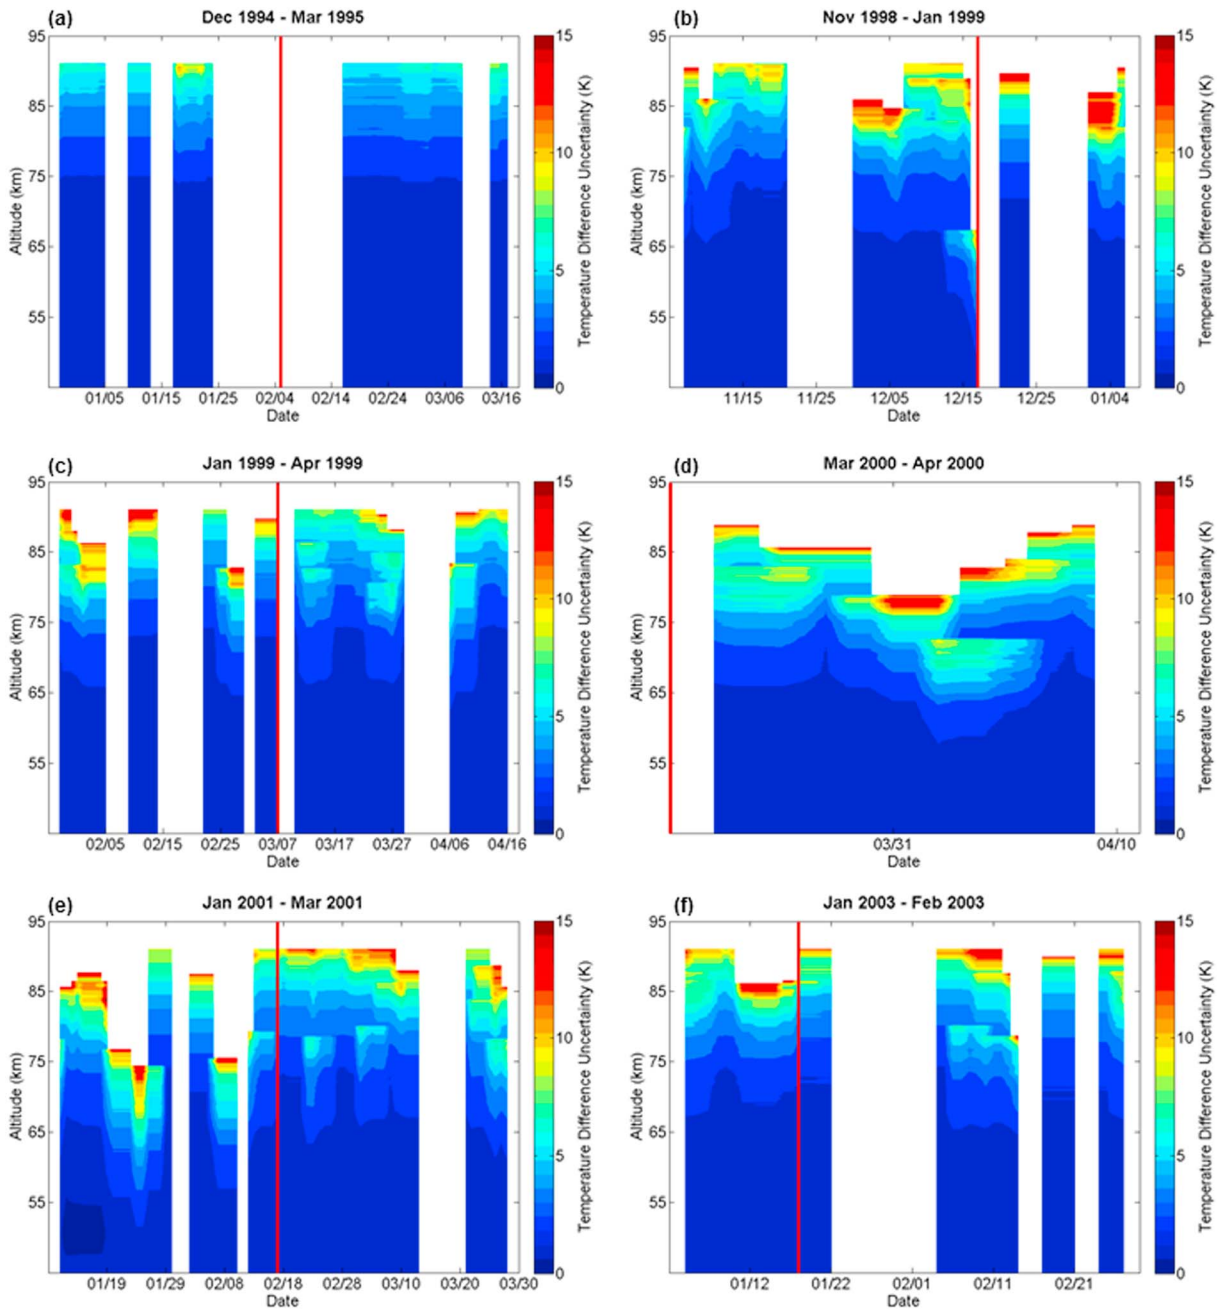 (a) Dec 1994 - Mar 1995
95
85
75
65
55
Altitude (km)
01/05 01/15 01/25 02/04 02/14 02/24 03/06 03/16
Date
15
10
5
0
Temperature Difference Uncertainty (K)
(b) Nov 1998 - Jan 1999
95
85
75
65
55
Altitude (km)
11/15 11/25 12/05 12/15 12/25 01/04
Date
15
10
5
0
Temperature Difference Uncertainty (K)
(c) Jan 1999 - Apr 1999
95
85
75
65
55
Altitude (km)
02/05 02/15 02/25 03/07 03/17 03/27 04/06 04/16
Date
15
10
5
0
Temperature Difference Uncertainty (K)
(d) Mar 2000 - Apr 2000
95
85
75
65
55
Altitude (km)
03/31 04/10
Date
15
10
5
0
Temperature Difference Uncertainty (K)
(e) Jan 2001 - Mar 2001
95
85
75
65
55
Altitude (km)
01/19 01/29 02/08 02/18 02/28 03/10 03/20 03/30
Date
15
10
5
0
Temperature Difference Uncertainty (K)
(f) Jan 2003 - Feb 2003
95
85
75
65
55
Altitude (km)
01/12 01/22 02/01 02/11 02/21
Date
15
10
5
0
Temperature Difference Uncertainty (K)